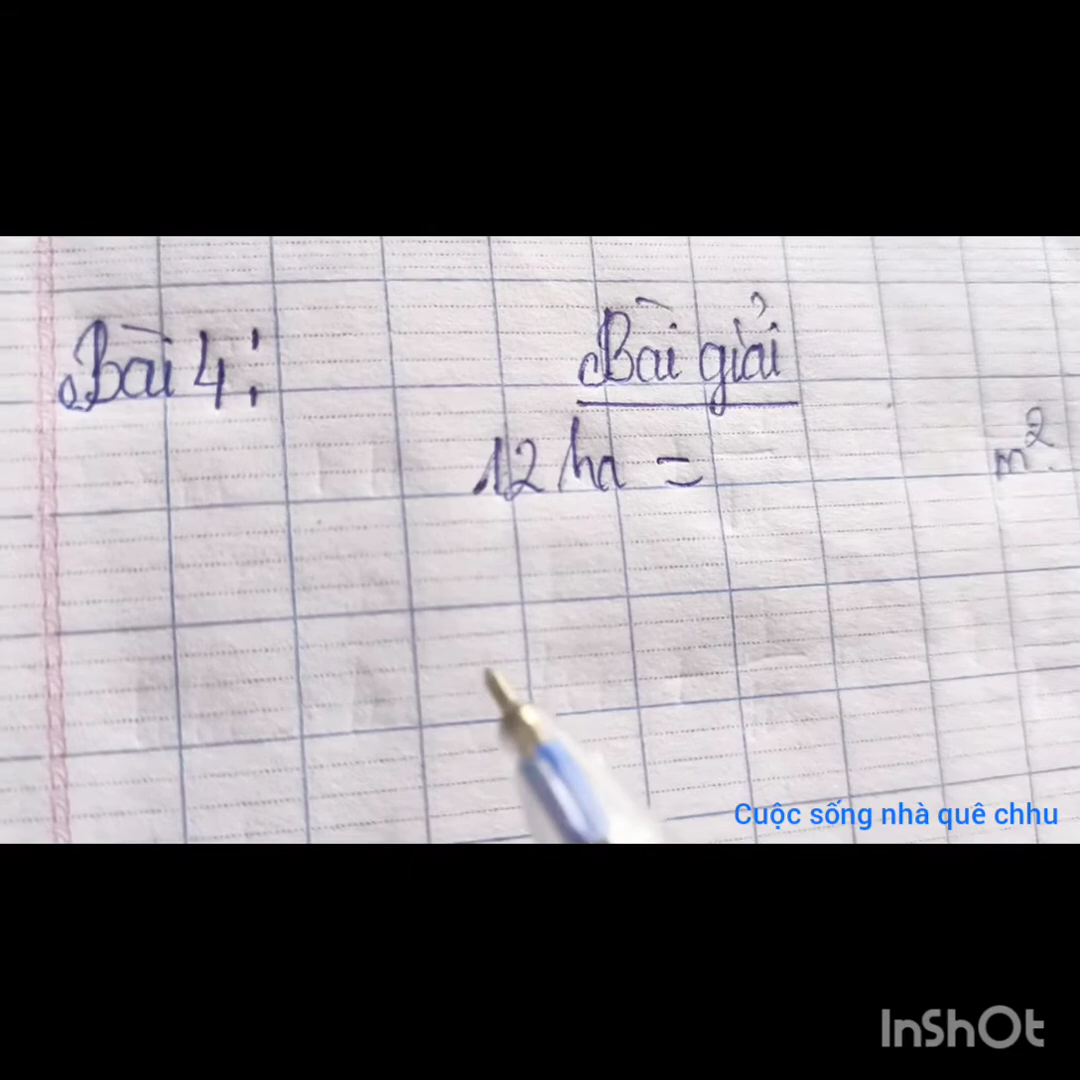 Bài 4:
Bài giải
12 ha = m²
Cuộc sống nhà quê chhu
InShOt